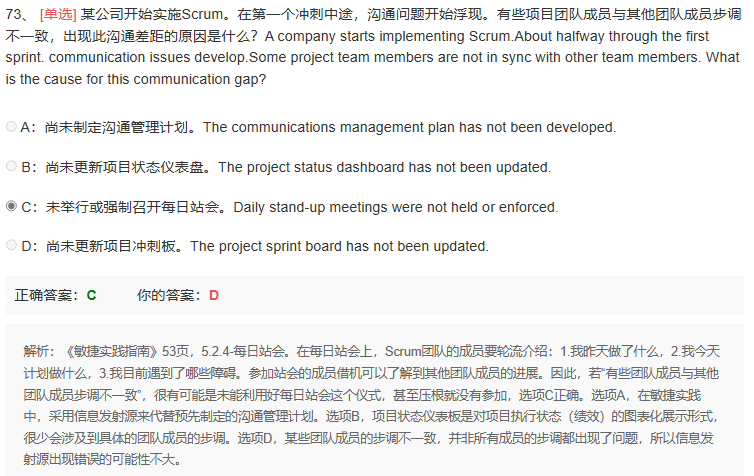 73、 [单选] 某公司开始实施Scrum。在第一个冲刺中途，沟通问题开始浮现。有些项目团队成员与其他团队成员步调
不一致，出现此沟通差距的原因是什么？A company starts implementing Scrum.About halfway through the first
sprint. communication issues develop.Some project team members are not in sync with other team members. What
is the cause for this communication gap?
A：尚未制定沟通管理计划。The communications management plan has not been developed.
B：尚未更新项目状态仪表盘。The project status dashboard has not been updated.
C：未举行或强制召开每日站会。Daily stand-up meetings were not held or enforced.
D：尚未更新项目冲刺板。The project sprint board has not been updated.
正确答案：C 你的答案：D
解析：《敏捷实践指南》53页，5.2.4-每日站会。在每日站会上，Scrum团队的成员要轮流介绍：1.我昨天做了什么，2.我今天
计划做什么，3.我目前遇到了哪些障碍。参加站会的成员借机可以了解到其他团队成员的进展。因此，若“有些团队成员与其他
团队成员步调不一致”，很有可能是未能利用好每日站会这个仪式，甚至压根就没有参加，选项C正确。选项A，在敏捷实践
中，采用信息发射源来代替预先制定的沟通管理计划。选项B，项目状态仪表板是对项目执行状态（绩效）的图表化展示形式，
很少会涉及到具体的团队成员的步调。选项D，某些团队成员的步调不一致，并非所有成员的步调都出现了问题，所以信息发
射源出现错误的可能性不大。